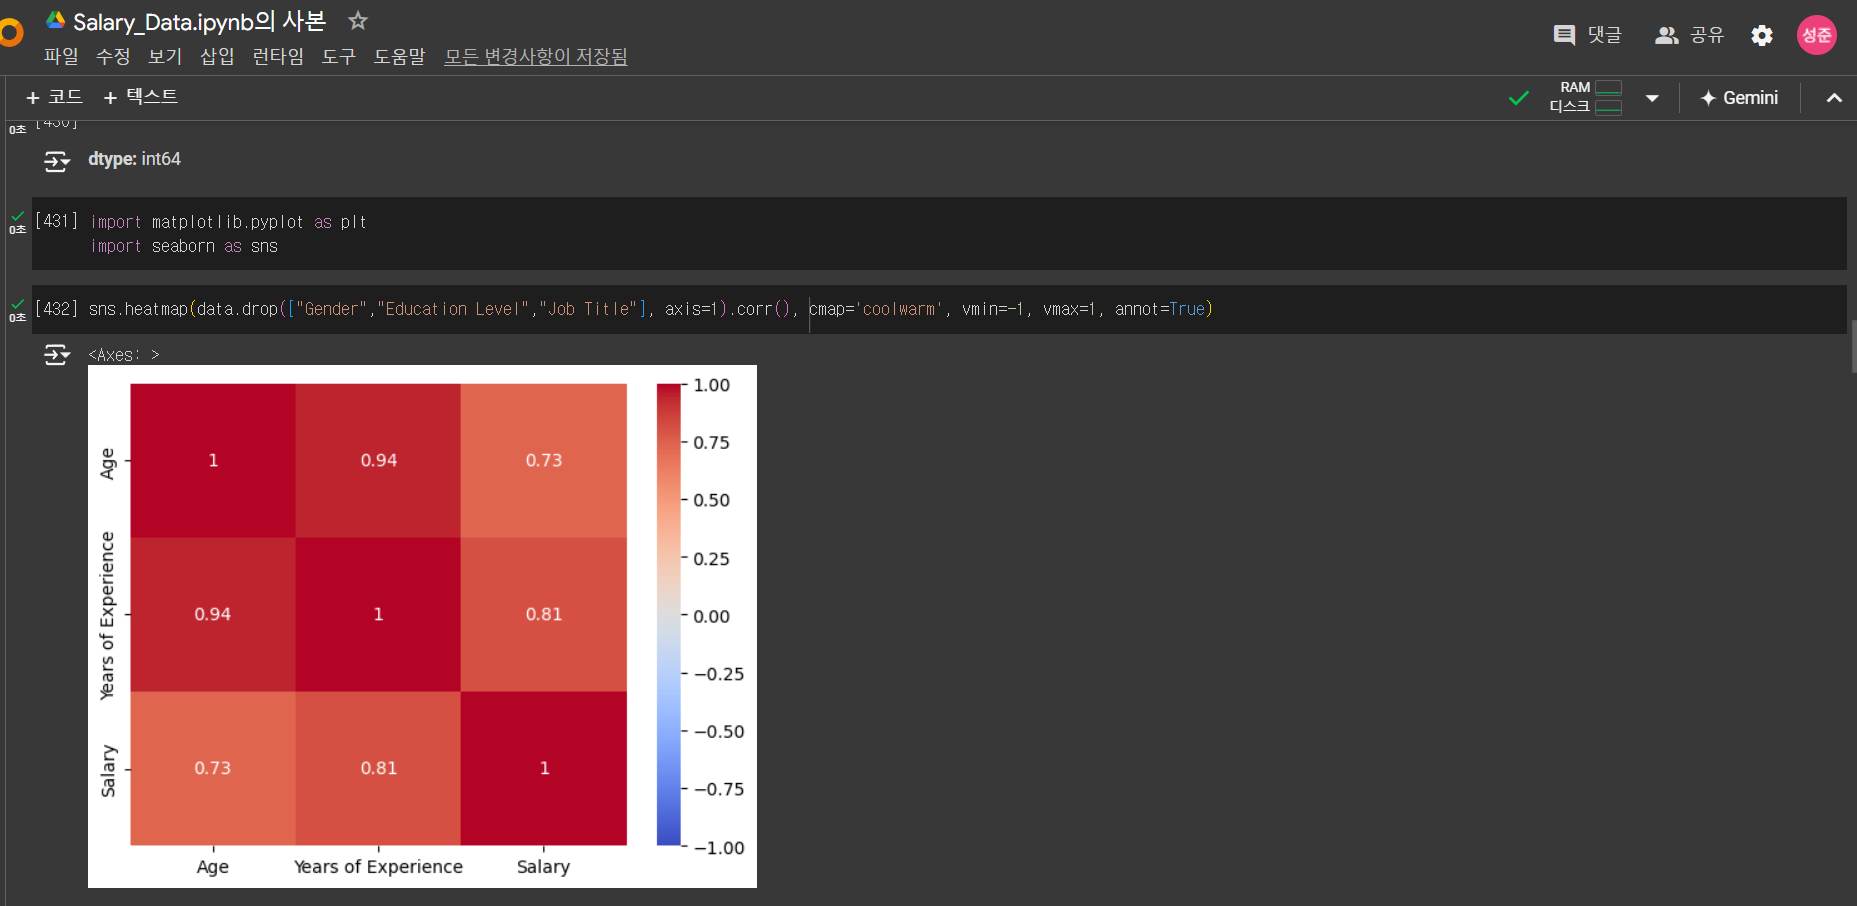 Salary_Data.ipynb의 사본
파일 수정 보기 삽입 런타임 도구 도움말 모든 변경사항이 저장됨
댓글 공유 성준
+ 코드 + 텍스트
RAM
디스크
Gemini
0초 [430]
dtype: int64
[431] import matplotlib.pyplot as plt
0초
import seaborn as sns
[432] sns.heatmap(data.drop(["Gender","Education Level","Job Title"], axis=1).corr(), cmap='coolwarm', vmin=-1, vmax=1, annot=True)
0초
<Axes: >
Age
1 0.94 0.73
Years of Experience
0.94 1 0.81
Salary
0.73 0.81 1
Age Years of Experience Salary
1.00
0.75
0.50
0.25
0.00
−0.25
−0.50
−0.75
−1.00